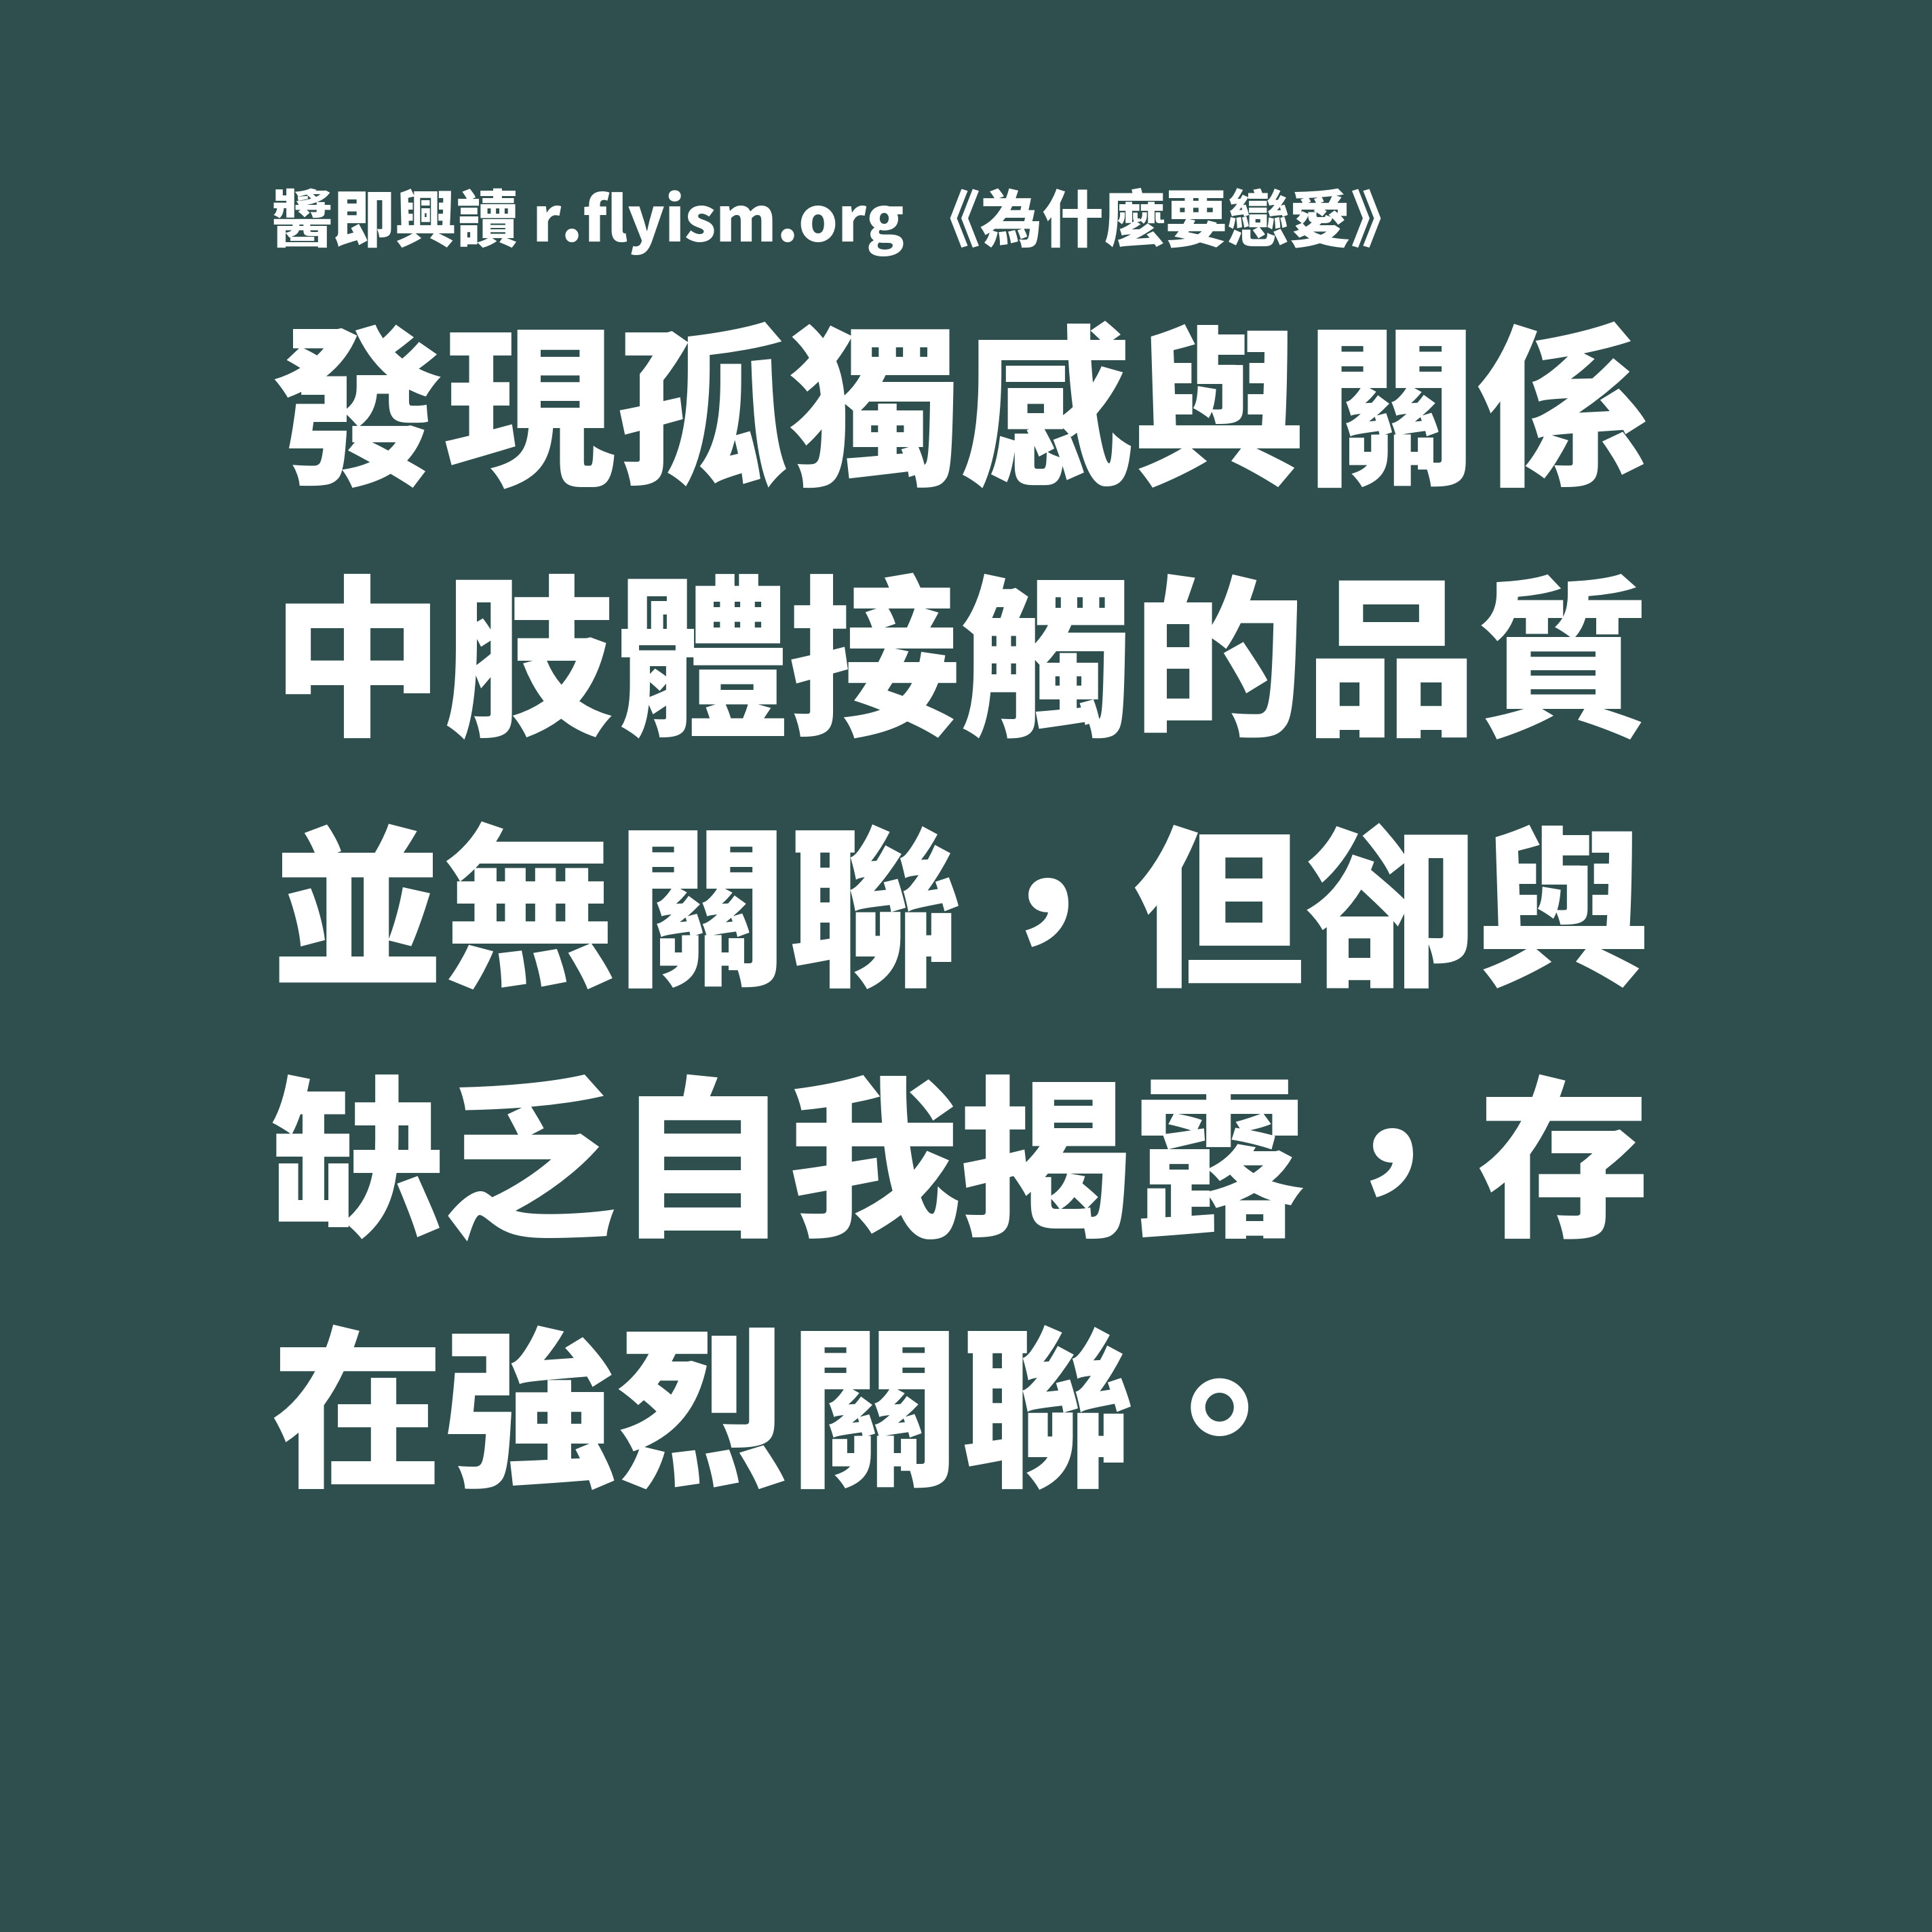 醫即與讀 r.flyism.org 《為什麼要戀愛》
發現孤獨感與關係
中肢體接觸的品質
並無關聯，但卻與
缺乏自我揭露，存
在強烈關聯。